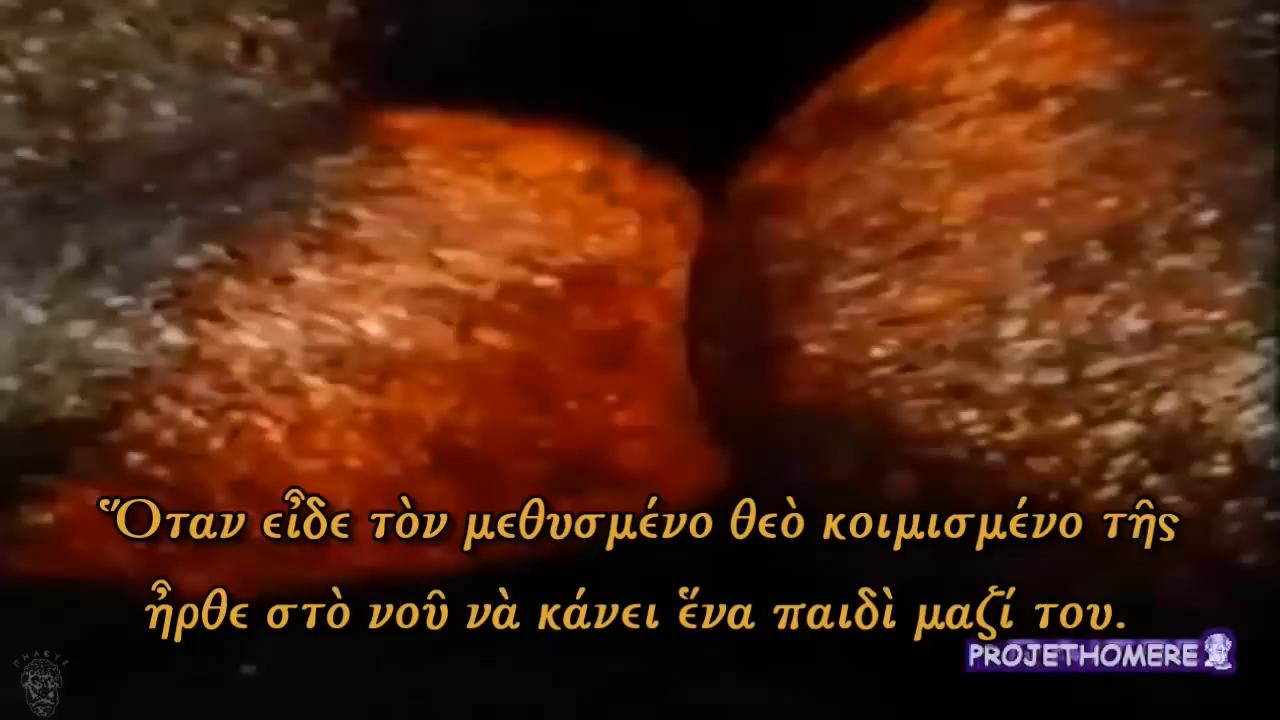 Ὅταν εἶδε τὸν μεθυσμένο θεὸ κοιμισμένο τῆς
ἦρθε στὸ νοῦ νὰ κάνει ἕνα παιδὶ μαζί του.
PROJETHOMERE